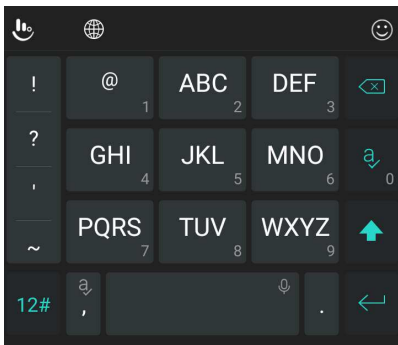 ! @ 1 ABC 2 DEF 3
? GHI 4 JKL 5 MNO 6 a 0
'
~ PQRS 7 TUV 8 WXYZ 9
12# a , .